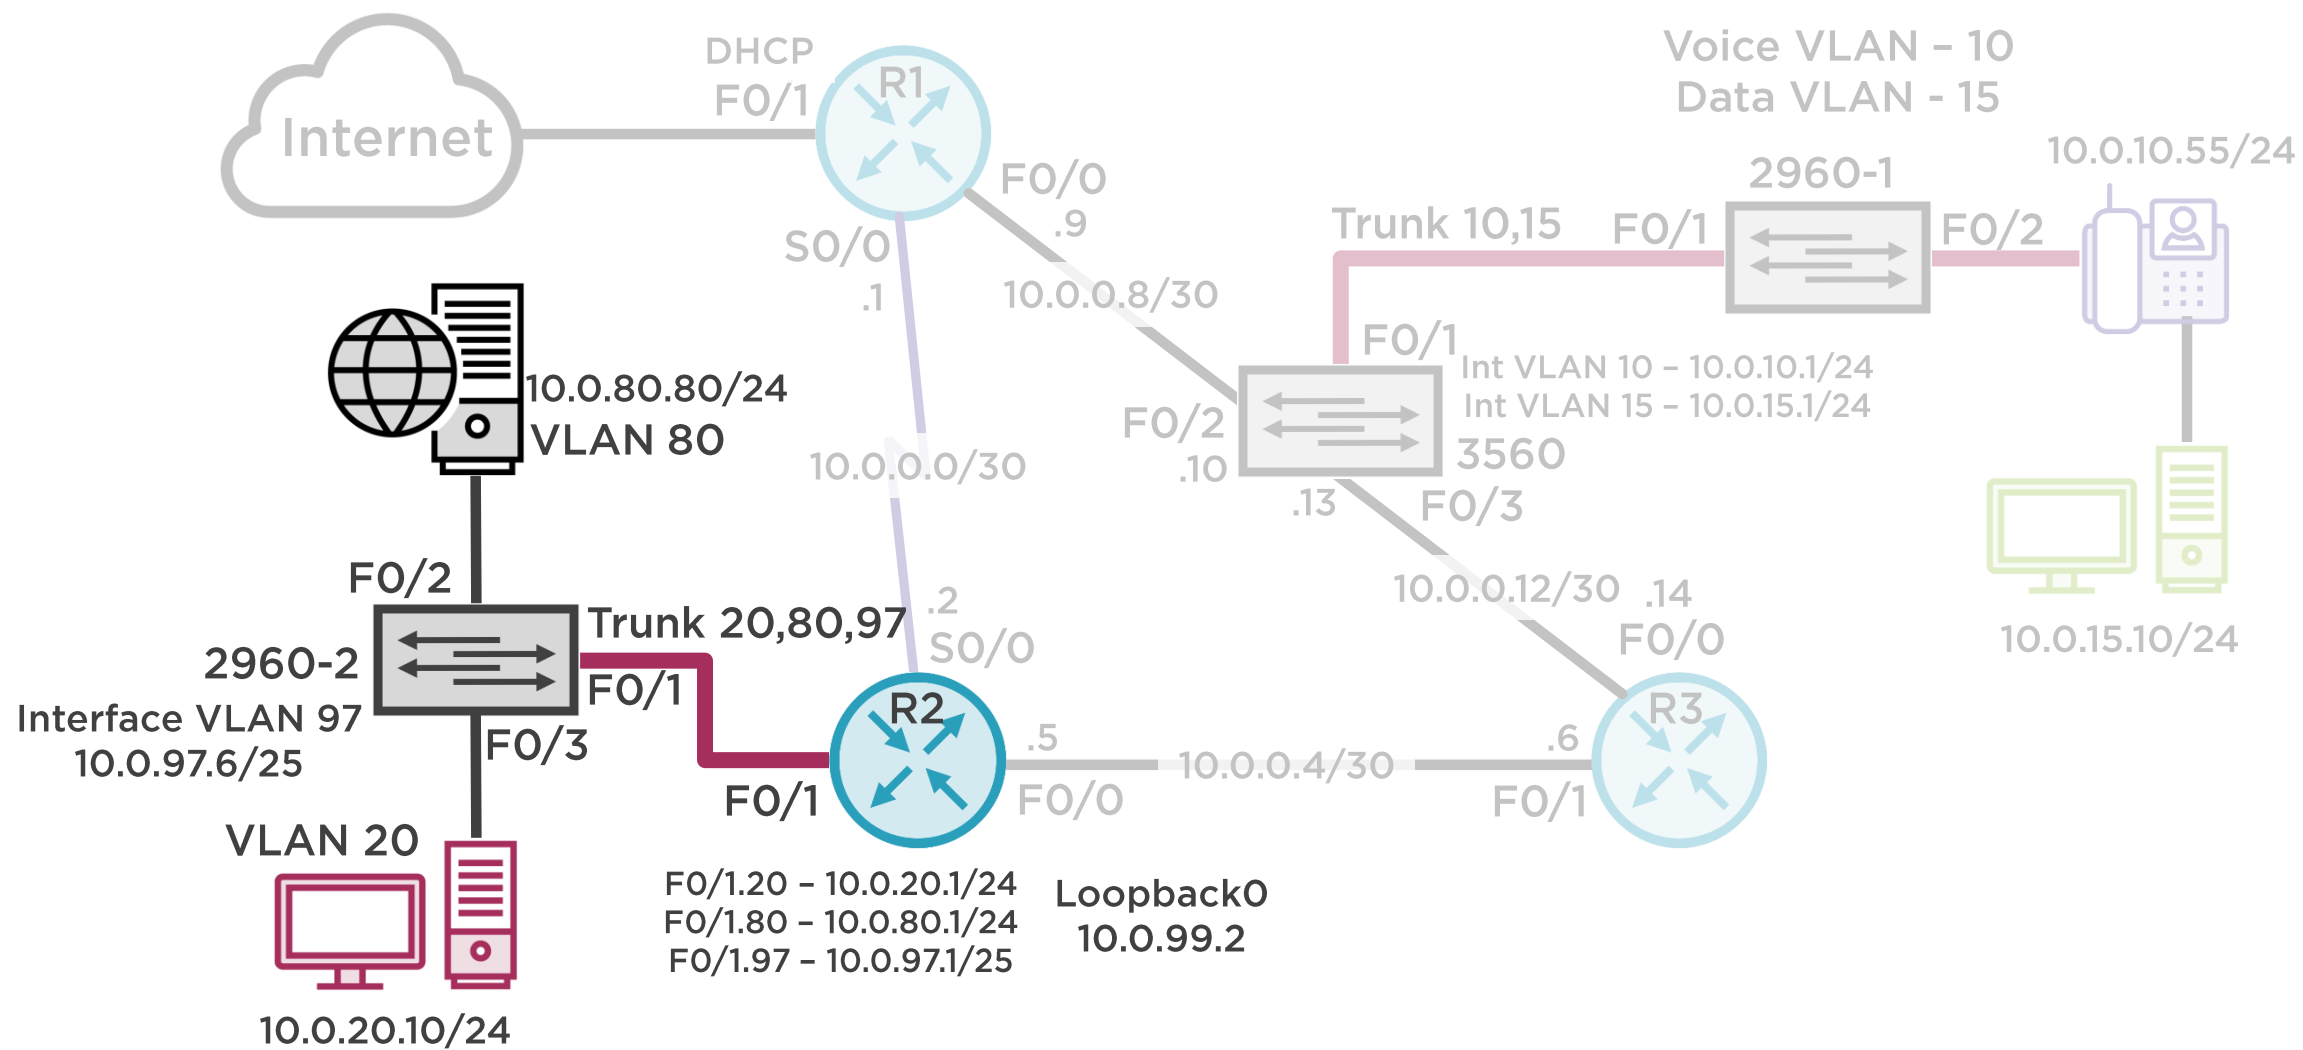 DHCP
F0/1
R1
Internet
F0/0
.9
S0/0
.1
10.0.0.8/30
Voice VLAN – 10
Data VLAN - 15
10.0.10.55/24
2960-1
Trunk 10,15
F0/1
F0/2
F0/1
Int VLAN 10 – 10.0.10.1/24
Int VLAN 15 – 10.0.15.1/24
F0/2
.10
3560
.13
F0/3
10.0.80.80/24
VLAN 80
10.0.0.0/30
F0/2
10.0.0.12/30
.14
F0/0
10.0.15.10/24
.2
S0/0
Trunk 20,80,97
2960-2
F0/1
Interface VLAN 97
10.0.97.6/25
F0/3
R2
R3
.5
10.0.0.4/30
.6
F0/1
F0/0
F0/1
VLAN 20
F0/1.20 – 10.0.20.1/24
F0/1.80 – 10.0.80.1/24
F0/1.97 – 10.0.97.1/25
Loopback0
10.0.99.2
10.0.20.10/24